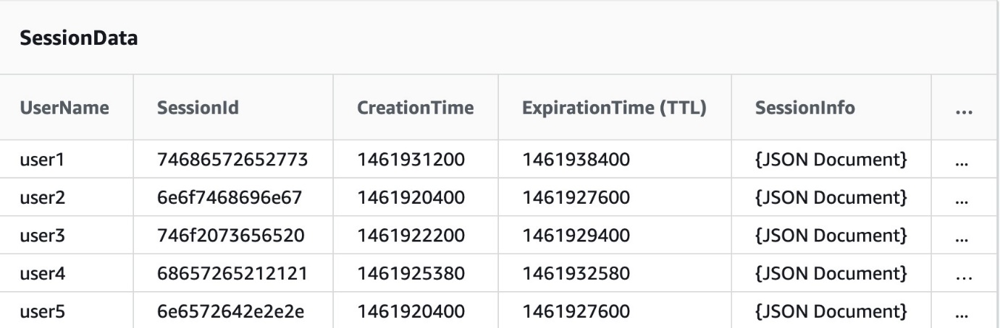 SessionData
UserName SessionId CreationTime ExpirationTime (TTL) SessionInfo ...
user1 74686572652773 1461931200 1461938400 {JSON Document} ...
user2 6e6f7468696e67 1461920400 1461927600 {JSON Document} ...
user3 746f2073656520 1461922200 1461929400 {JSON Document} ...
user4 68657265212121 1461925380 1461932580 {JSON Document} ...
user5 6e6572642e2e2e 1461920400 1461927600 {JSON Document} ...